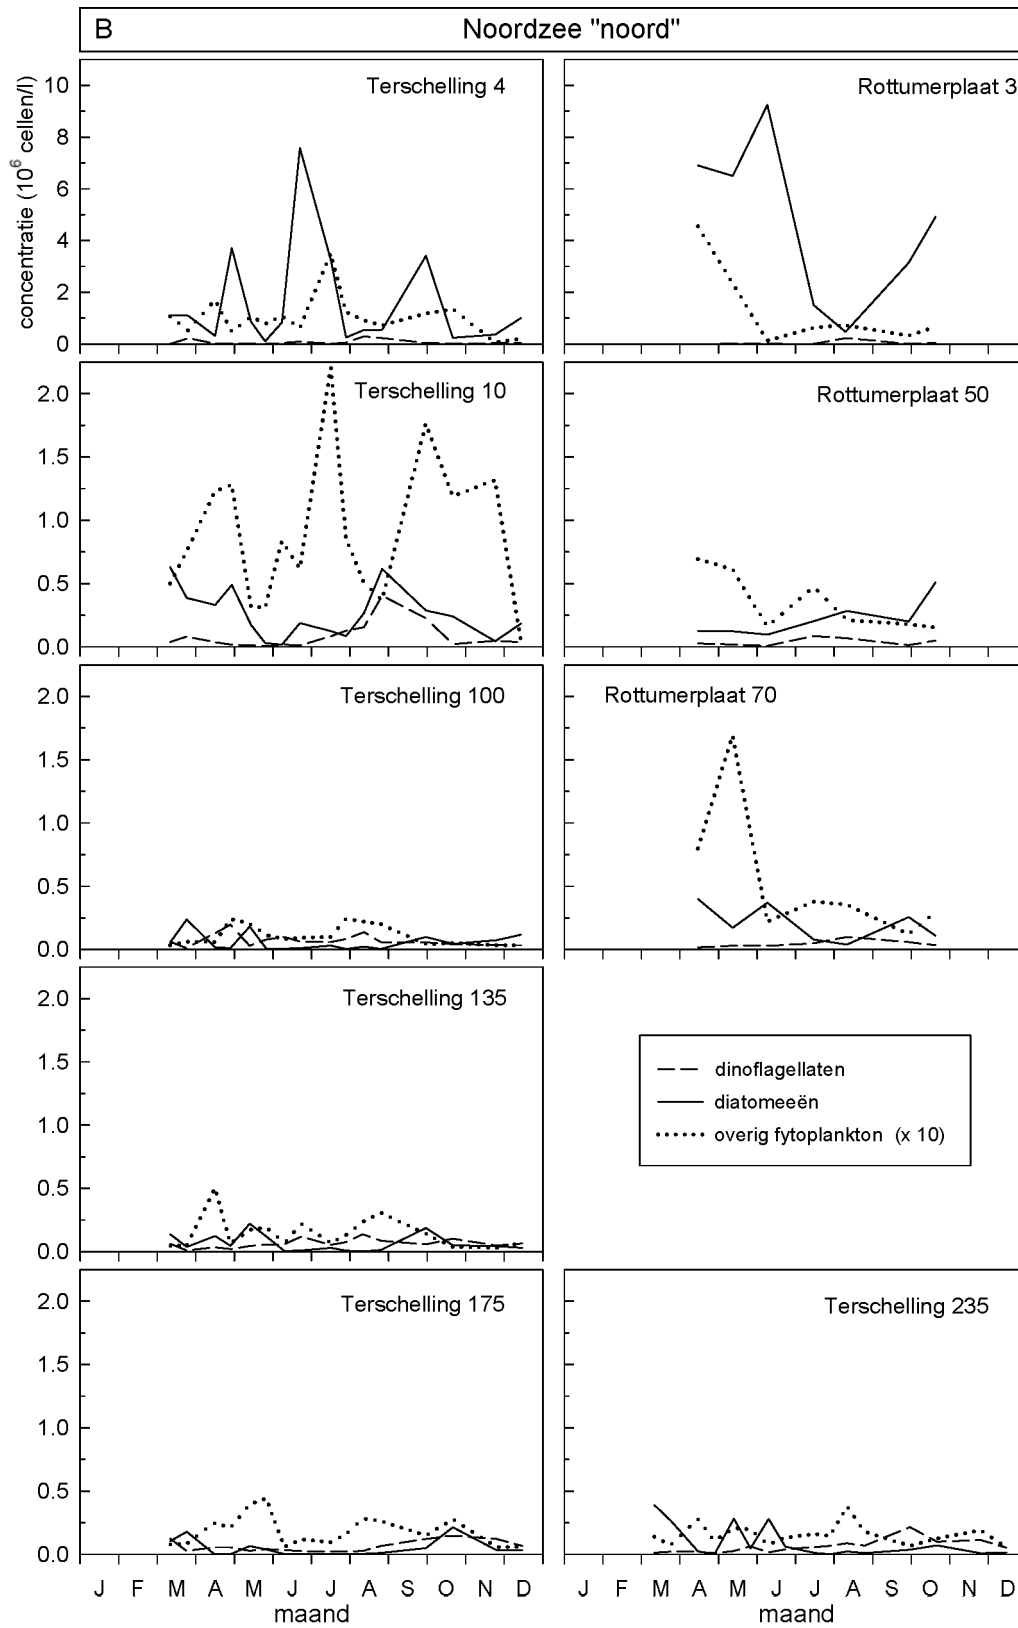 B
Noordzee "noord"
concentratie (10⁶ cellen/l)
Terschelling 4
10
8
6
4
2
0
Rottumerplaat 3
Terschelling 10
2.0
1.5
1.0
0.5
0.0
Rottumerplaat 50
Terschelling 100
2.0
1.5
1.0
0.5
0.0
Rottumerplaat 70
Terschelling 135
2.0
1.5
1.0
0.5
0.0
dinoflagellaten
diatomeeën
overig fytoplankton (x 10)
Terschelling 175
2.0
1.5
1.0
0.5
0.0
J F M A M J J A S O N D
maand
Terschelling 235
J F M A M J J A S O N D
maand